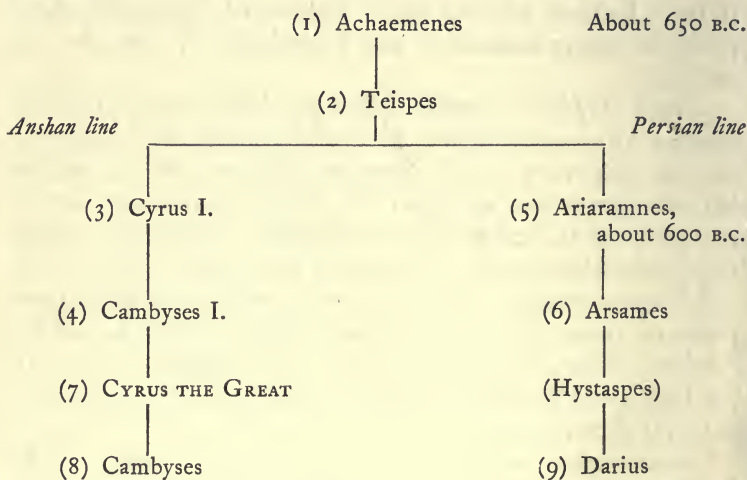 (1) Achaemenes About 650 B.C.
(2) Teispes
Anshan line Persian line
(3) Cyrus I. (5) Ariaramnes,
about 600 B.C.
(4) Cambyses I. (6) Arsames
(7) CYRUS THE GREAT (Hystaspes)
(8) Cambyses (9) Darius